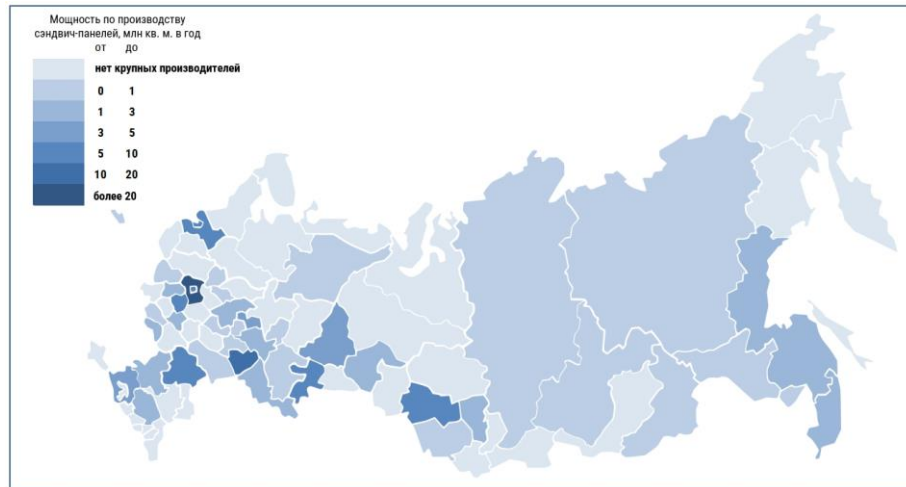 Мощность по производству
сэндвич-панелей, млн кв. м. в год
от до
нет крупных производителей
0 1
1 3
3 5
5 10
10 20
более 20